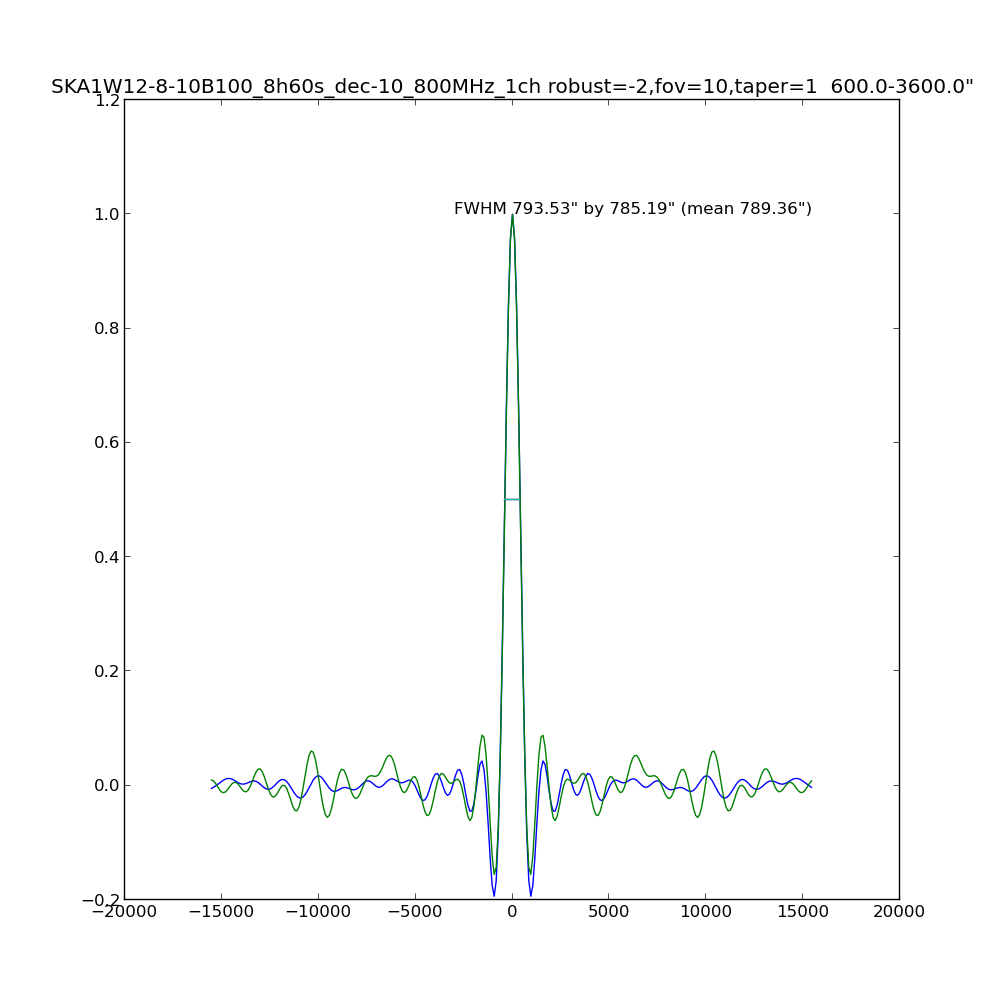 SKA1W12-8-10B100_8h60s_dec-10_800MHz_1ch robust=-2,fov=10,taper=1  600.0-3600.0"
1.2
FWHM 793.53" by 785.19" (mean 789.36")
1.0
0.8
0.6
0.4
0.2
0.0
−0.2
−20000 −15000 −10000 −5000 0 5000 10000 15000 20000